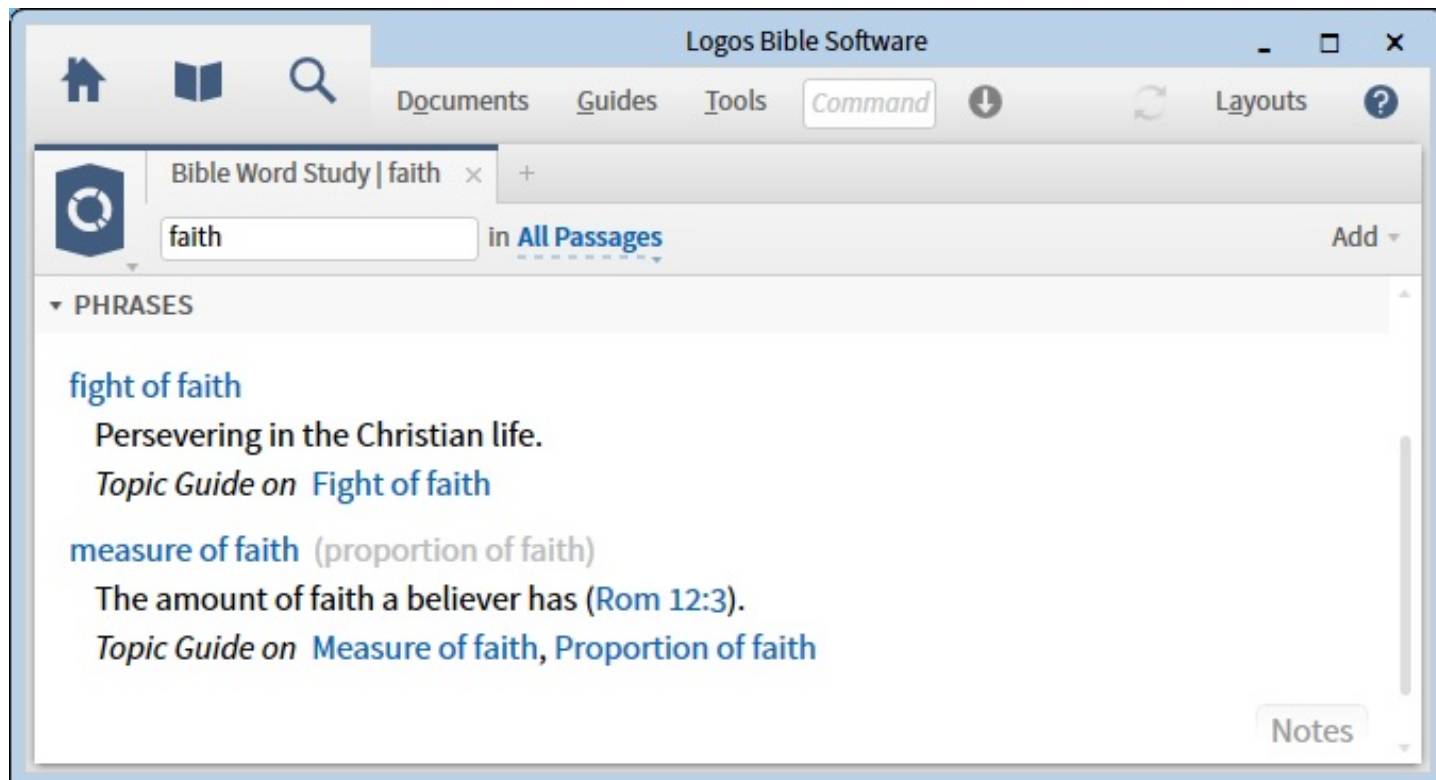 Logos Bible Software
Documents Guides Tools Command Layouts ?
Bible Word Study | faith × +
faith in All Passages Add
PHRASES
fight of faith
Persevering in the Christian life.
Topic Guide on Fight of faith
measure of faith (proportion of faith)
The amount of faith a believer has (Rom 12:3).
Topic Guide on Measure of faith, Proportion of faith
Notes